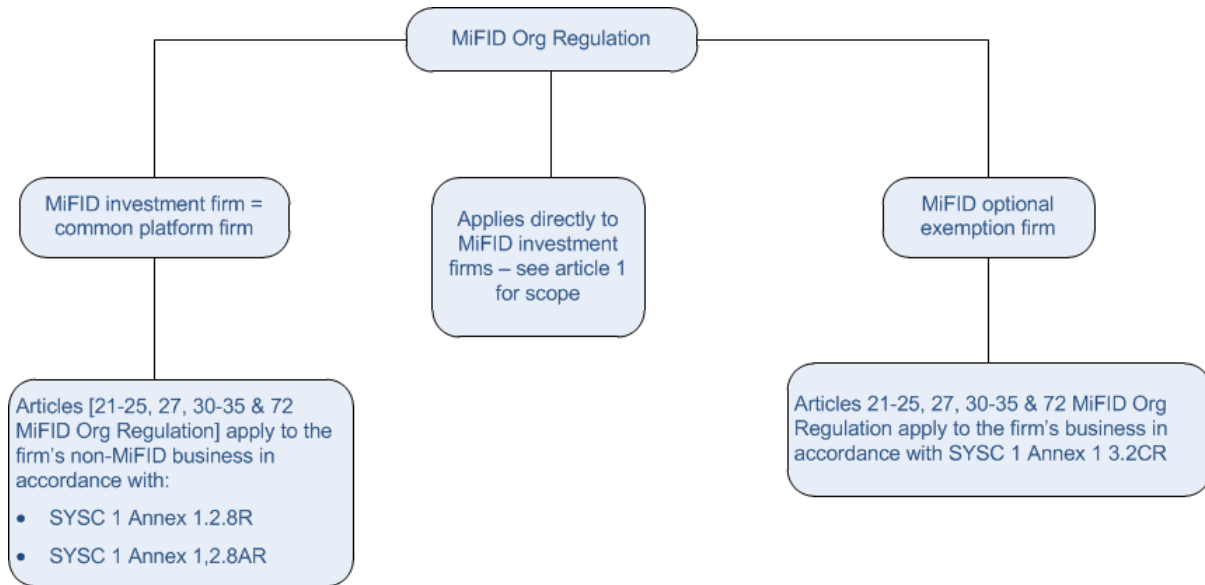 MiFID Org Regulation
MiFID investment firm =
common platform firm
Applies directly to
MiFID investment
firms – see article 1
for scope
MiFID optional
exemption firm
Articles [21-25, 27, 30-35 & 72
MiFID Org Regulation] apply to the
firm's non-MiFID business in
accordance with:
• SYSC 1 Annex 1.2.8R
• SYSC 1 Annex 1,2.8AR
Articles 21-25, 27, 30-35 & 72 MiFID Org
Regulation apply to the firm's business in
accordance with SYSC 1 Annex 1 3.2CR